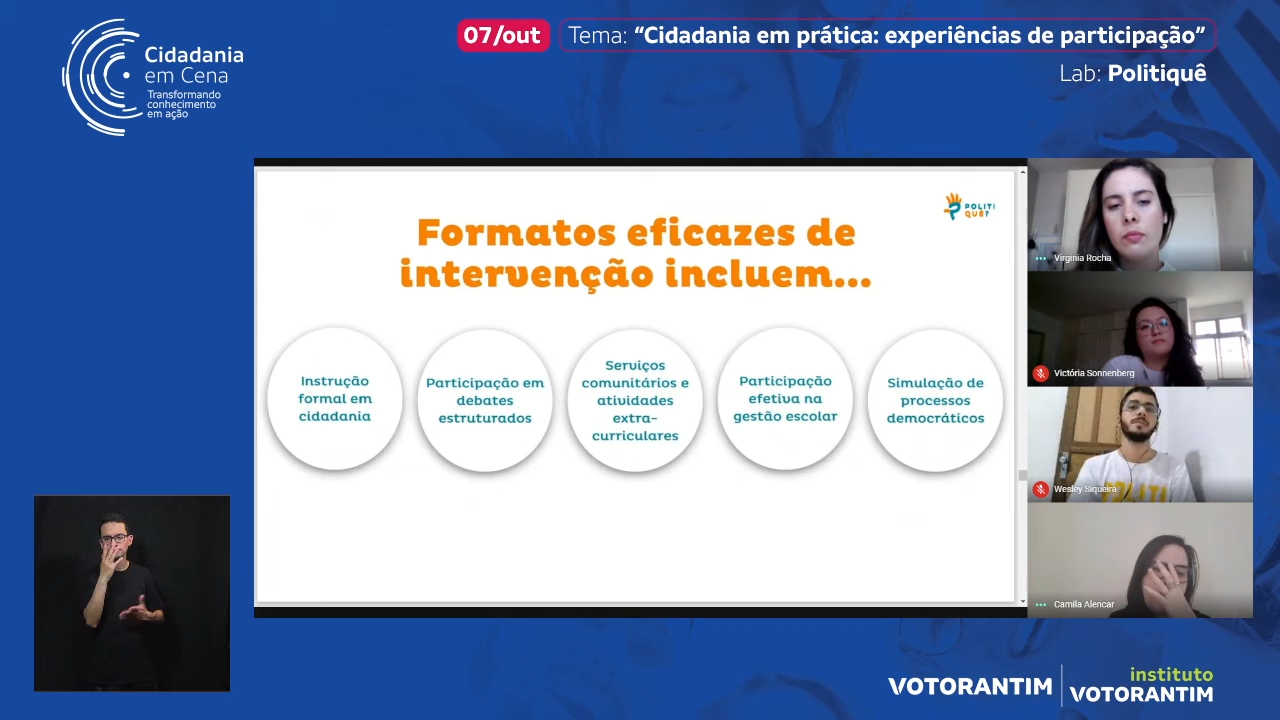 Cidadania
em Cena
Transformando
conhecimento
em ação
07/out
Tema: “Cidadania em prática: experiências de participação”
Lab: Politiquê
POLITI
QUÊ?
Formatos eficazes de
intervenção incluem...
Instrução
formal em
cidadania
Participação em
debates
estruturados
Serviços
comunitários e
atividades
extra-
curriculares
Participação
efetiva na
gestão escolar
Simulação de
processos
democráticos
Virginia Rocha
Victória Sonnenberg
Wesley Siqueira
Camila Alencar
VOTORANTIM
instituto
VOTORANTIM